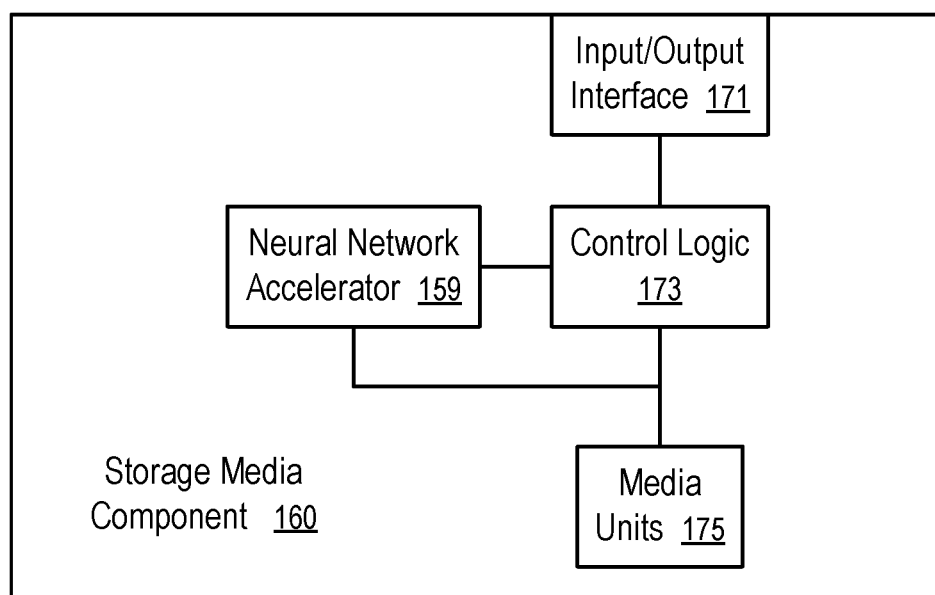 Input/Output
Interface 171
Neural Network
Accelerator 159
Control Logic
173
Storage Media
Component 160
Media
Units 175